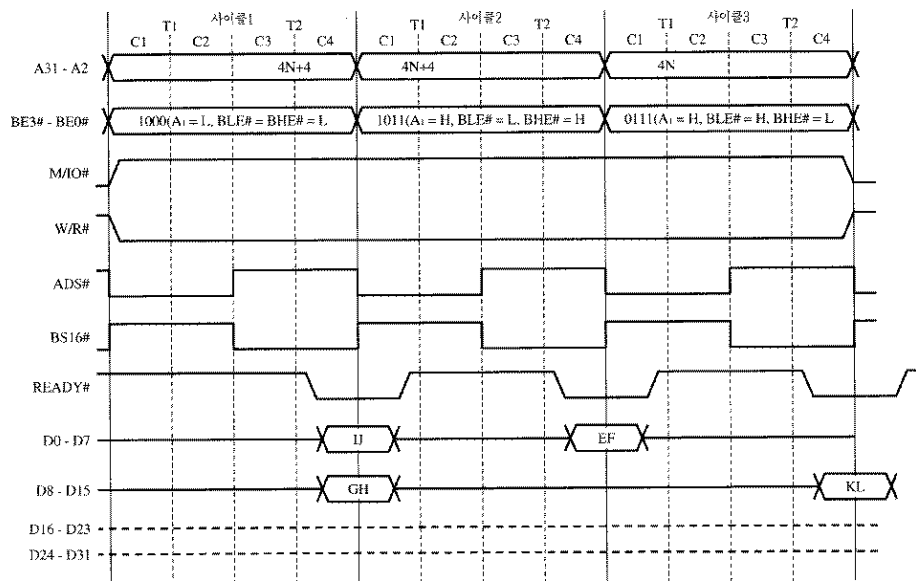 사이클1 사이클2 사이클3
T1 T2 T1 T2 T1 T2
C1 C2 C3 C4 C1 C2 C3 C4 C1 C2 C3 C4
A31 - A2 4N+4 4N+4 4N
BE3# - BE0# 1000(A₁ = L, BLE# = BHE# = L 1011(A₁ = H, BLE# = L, BHE# = H 0111(A₁ = H, BLE# = H, BHE# = L
M/IO#
W/R#
ADS#
BS16#
READY#
D0 - D7 IJ EF
D8 - D15 GH KL
D16 - D23
D24 - D31